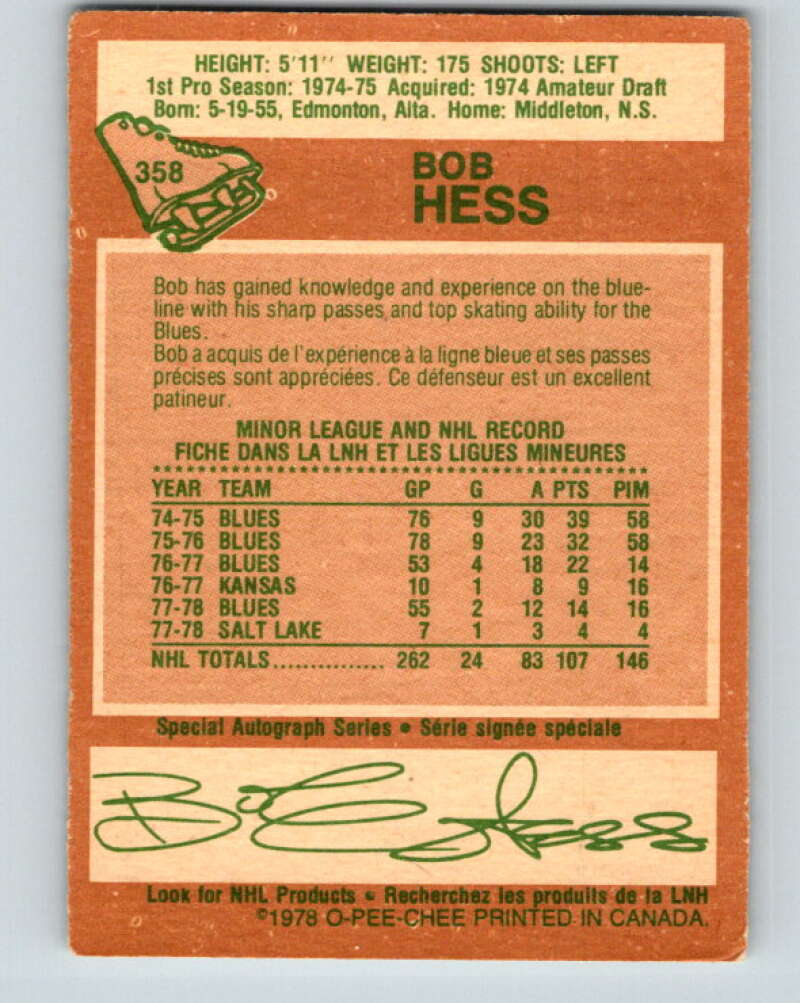 HEIGHT: 5'11" WEIGHT: 175 SHOOTS: LEFT
1st Pro Season: 1974-75 Acquired: 1974 Amateur Draft
Born: 5-19-55, Edmonton, Alta. Home: Middleton, N.S.
358
BOB
HESS
Bob has gained knowledge and experience on the blue-
line with his sharp passes and top skating ability for the
Blues.
Bob a acquis de l'expérience à la ligne bleue et ses passes
précises sont appréciées. Ce défenseur est un excellent
patineur.
MINOR LEAGUE AND NHL RECORD
FICHE DANS LA LNH ET LES LIGUES MINEURES
YEAR TEAM GP G A PTS PIM
74-75 BLUES 76 9 30 39 58
75-76 BLUES 78 9 23 32 58
76-77 BLUES 53 4 18 22 14
76-77 KANSAS 10 1 8 9 16
77-78 BLUES 55 2 12 14 16
77-78 SALT LAKE 7 1 3 4 4
NHL TOTALS............... 262 24 83 107 146
Special Autograph Series • Série signée spéciale
Bob Hess
Look for NHL Products • Recherchez les produits de la LNH
©1978 O-PEE-CHEE PRINTED IN CANADA.